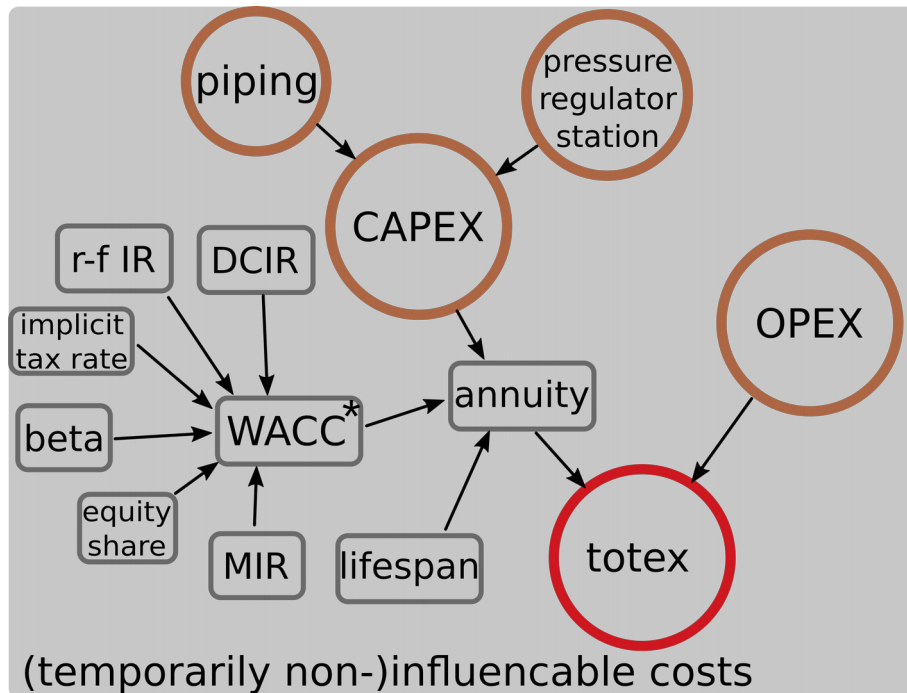 piping
pressure
regulator
station
CAPEX
r-f IR
DCIR
implicit
tax rate
OPEX
annuity
WACC*
beta
equity
share
MIR
lifespan
totex
(temporarily non-)influencable costs